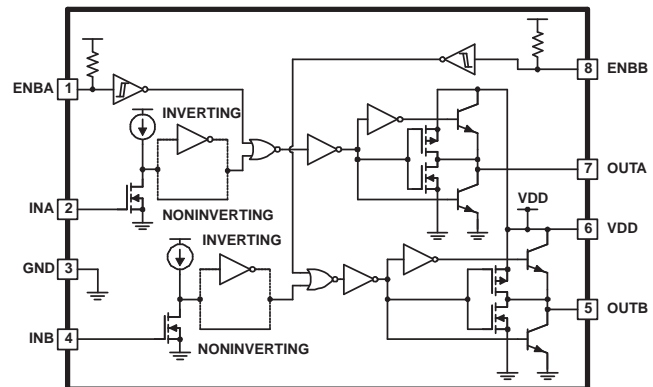 ENBA 1
8 ENBB
INVERTING
INA 2
NONINVERTING
7 OUTA
VDD
6 VDD
INVERTING
GND 3
5 OUTB
INB 4
NONINVERTING